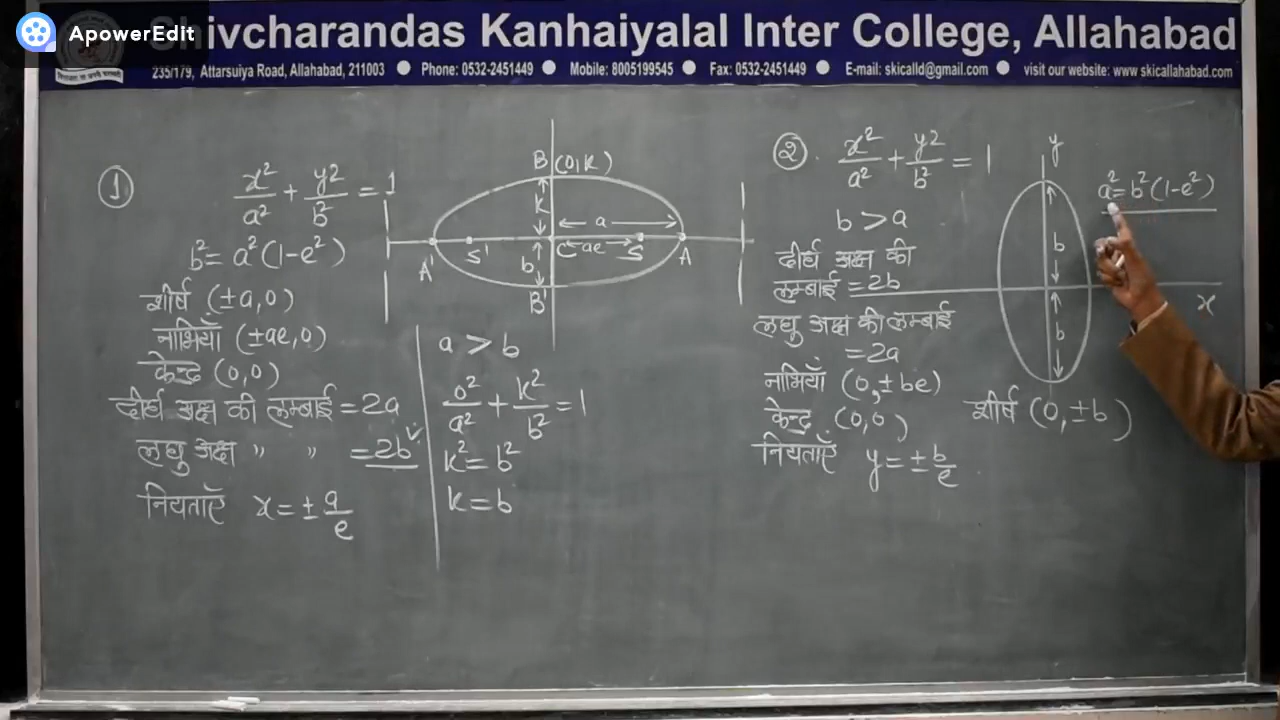 ApowerEdit
Shivcharandas Kanhaiyalal Inter College, Allahabad
235/179, Attarsuiya Road, Allahabad, 211003 ● Phone: 0532-2451449 ● Mobile: 8005199545 ● Fax: 0532-2451449 ● E-mail: skicalld@gmail.com ● visit our website: www.skicallahabad.com
①
x²/a² + y²/b² = 1
b² = a²(1-e²)
शीर्ष (±a,0)
नाभियाँ (±ae,0)
केन्द्र (0,0)
दीर्घ अक्ष की लम्बाई = 2a
लघु अक्ष " " = 2b
नियताएँ x = ± a/e
B (0,k)
k
a
A' S' C ae S A
b
B'
a > b
0²/a² + k²/b² = 1
k² = b²
k = b
②.
x²/a² + y²/b² = 1
b > a
दीर्घ अक्ष की
लम्बाई = 2b
लघु अक्ष की लम्बाई
= 2a
नाभियाँ (0,±be)
केन्द्र (0,0)
नियताएँ y = ± b/e
y
a² = b²(1-e²)
b
x
b
शीर्ष (0,±b)